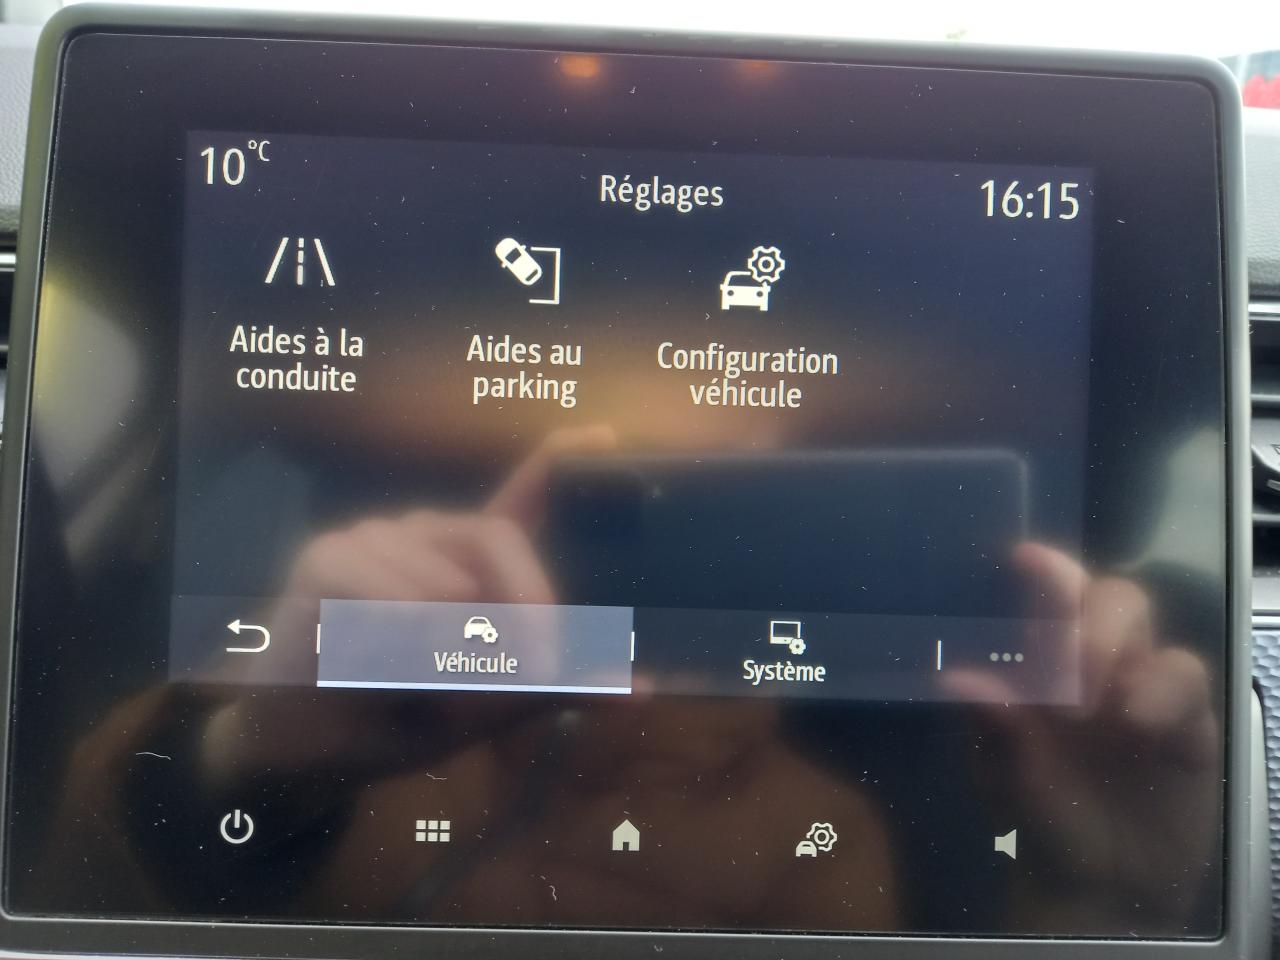 10°C
Réglages
16:15
Aides à la
conduite
Aides au
parking
Configuration
véhicule
Véhicule
Système